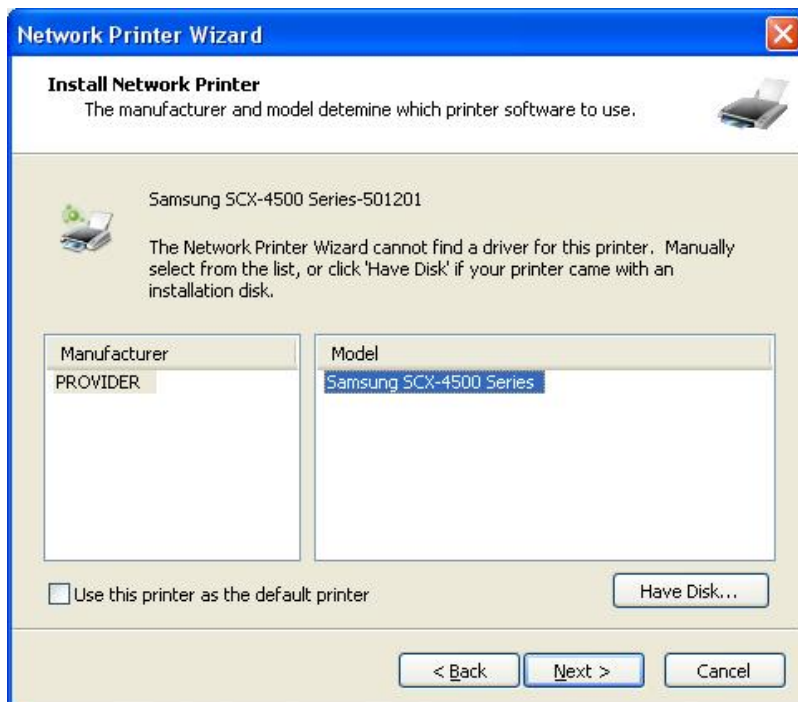 Network Printer Wizard
Install Network Printer
The manufacturer and model detemine which printer software to use.
Samsung SCX-4500 Series-501201
The Network Printer Wizard cannot find a driver for this printer. Manually
select from the list, or click 'Have Disk' if your printer came with an
installation disk.
Manufacturer
PROVIDER
Model
Samsung SCX-4500 Series
Use this printer as the default printer
Have Disk...
< Back
Next >
Cancel